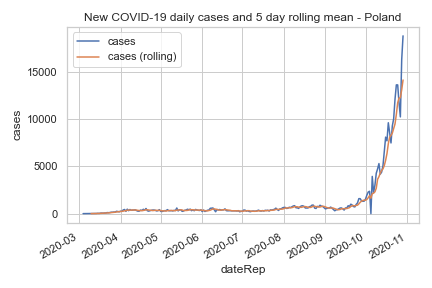 New COVID-19 daily cases and 5 day rolling mean - Poland
cases
cases (rolling)
15000
10000
5000
0
cases
2020-03
2020-04
2020-05
2020-06
2020-07
2020-08
2020-09
2020-10
2020-11
dateRep